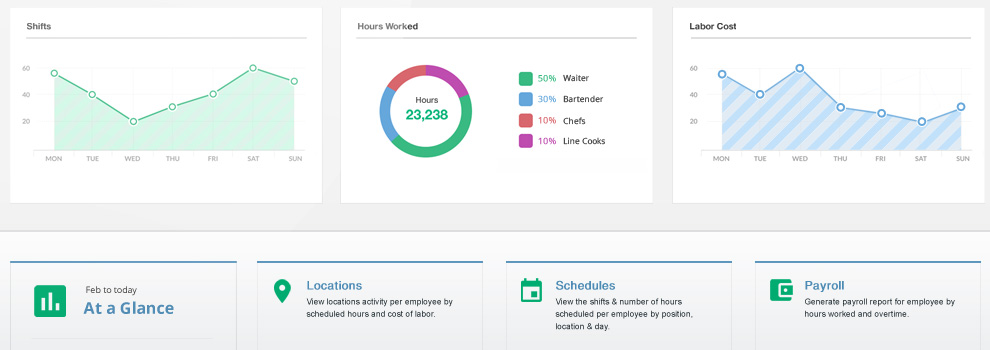 Shifts
60
40
20
MON TUE WED THU FRI SAT SUN
Hours Worked
Hours
23,238
50% Waiter
30% Bartender
10% Chefs
10% Line Cooks
Labor Cost
60
40
20
MON TUE WED THU FRI SAT SUN
Feb to today
At a Glance
Locations
View locations activity per employee by
scheduled hours and cost of labor.
Schedules
View the shifts & number of hours
scheduled per employee by position,
location & day.
Payroll
Generate payroll report for employee by
hours worked and overtime.